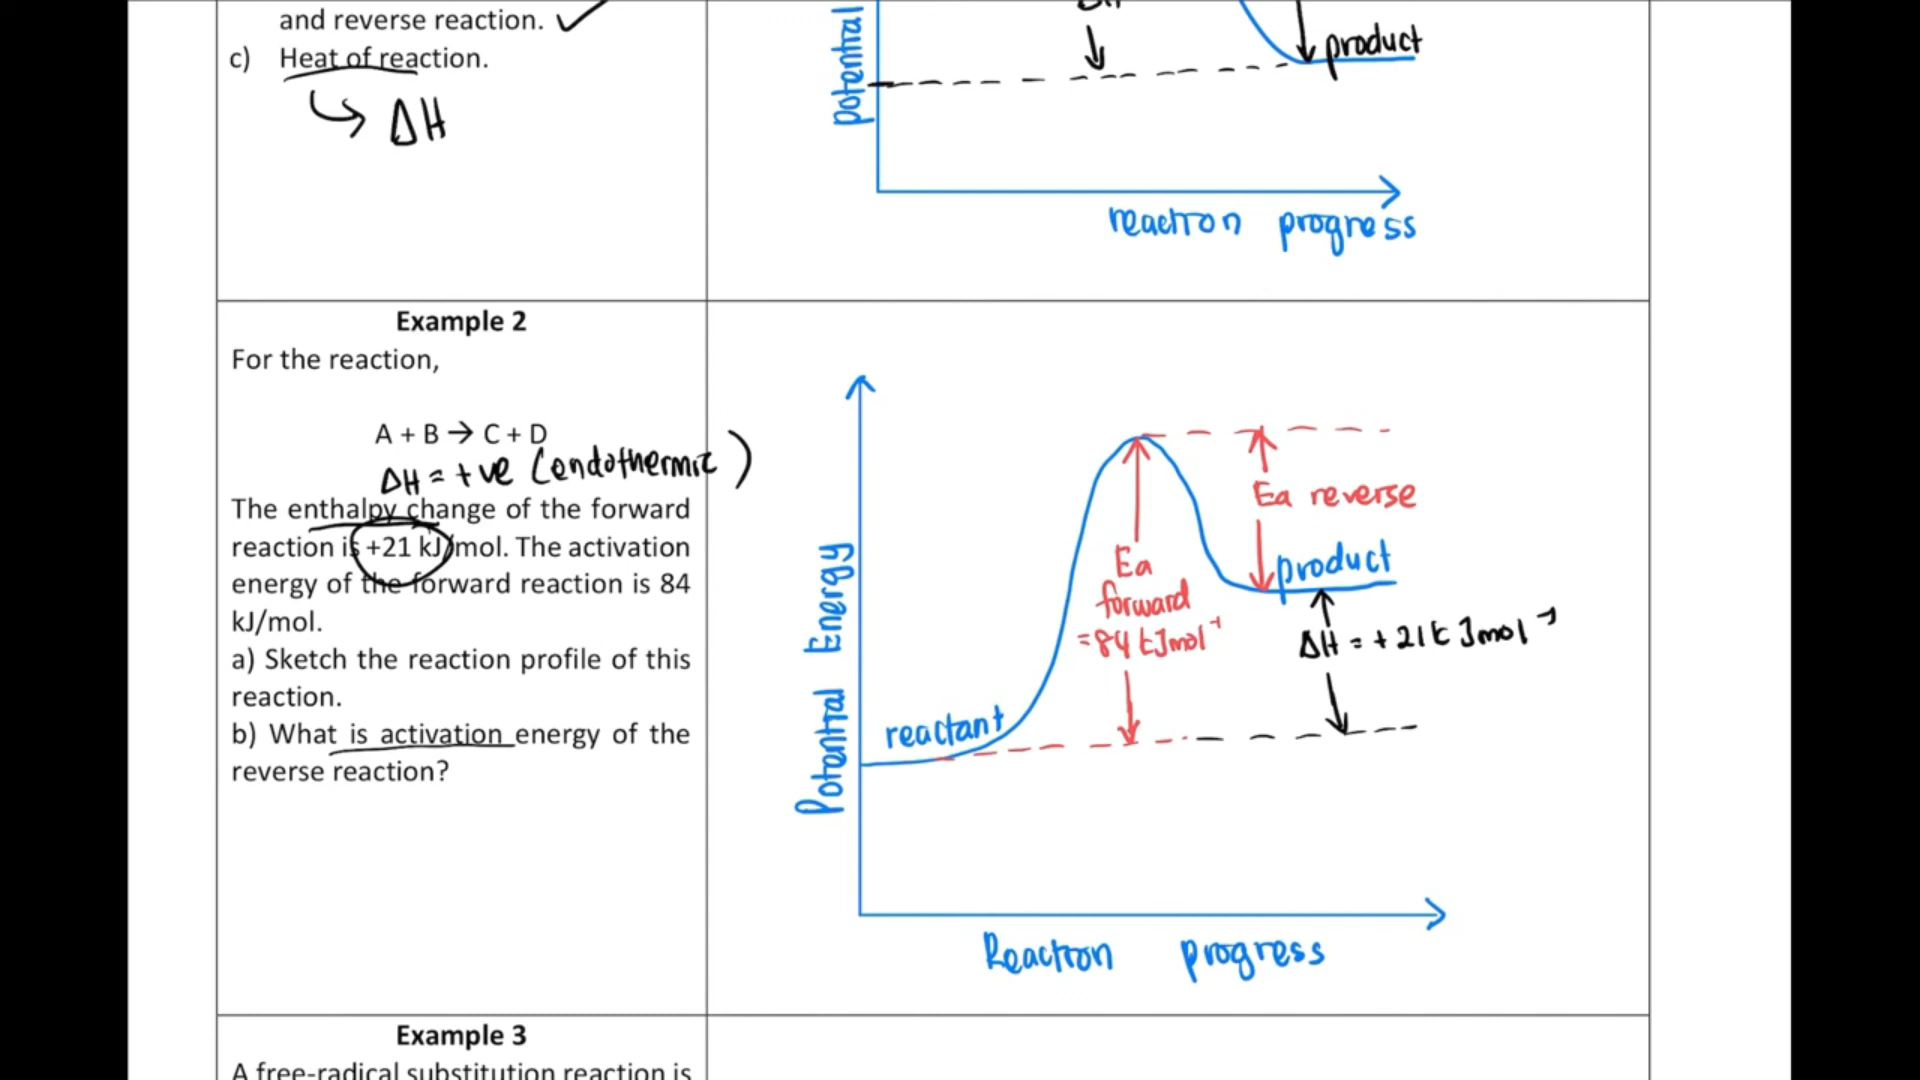 and reverse reaction.
c) Heat of reaction.
ΔH
potential
product
reaction progress
Example 2
For the reaction,
A + B → C + D
ΔH = +ve (endothermic)
The enthalpy change of the forward
reaction is +21 kJ/mol. The activation
energy of the forward reaction is 84
kJ/mol.
a) Sketch the reaction profile of this
reaction.
b) What is activation energy of the
reverse reaction?
Potential Energy
Ea reverse
Ea
forward
= 84 kJmol⁻¹
product
ΔH = +21kJmol⁻¹
reactant
Reaction progress
Example 3
A free-radical substitution reaction is